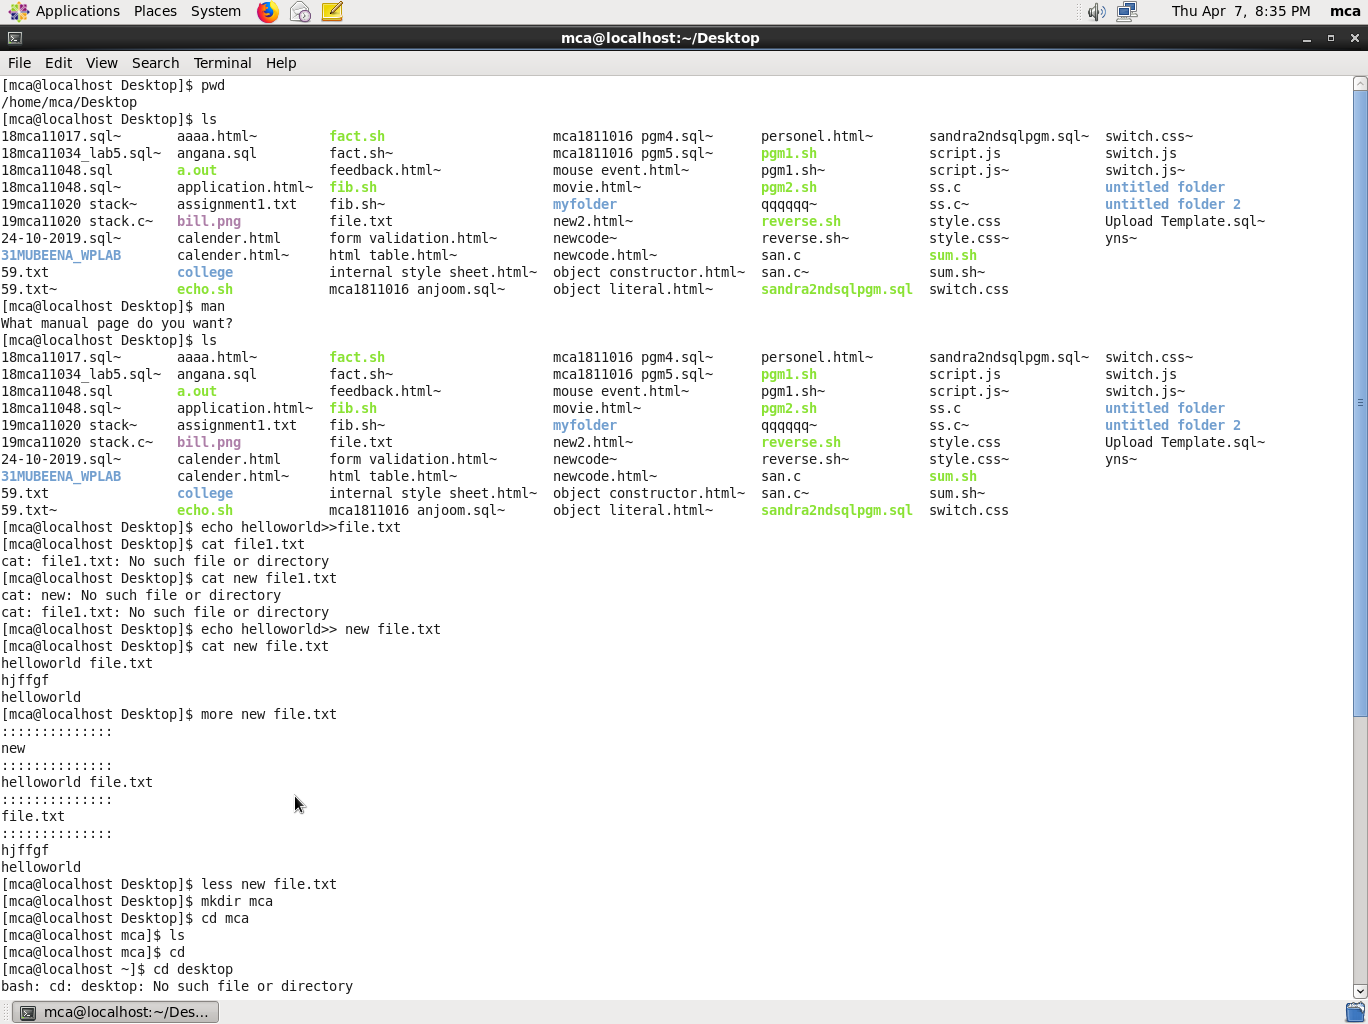 Applications Places System Thu Apr 7, 8:35 PM mca
mca@localhost:~/Desktop
File Edit View Search Terminal Help
[mca@localhost Desktop]$ pwd
/home/mca/Desktop
[mca@localhost Desktop]$ ls
18mca11017.sql~ aaaa.html~ fact.sh mca1811016 pgm4.sql~ personel.html~ sandra2ndsqlpgm.sql~ switch.css~
18mca11034_lab5.sql~ angana.sql fact.sh~ mca1811016 pgm5.sql~ pgm1.sh script.js switch.js
18mca11048.sql a.out feedback.html~ mouse event.html~ pgm1.sh~ script.js~ switch.js~
18mca11048.sql~ application.html~ fib.sh movie.html~ pgm2.sh ss.c untitled folder
19mca11020 stack~ assignment1.txt fib.sh~ myfolder qqqqqq~ ss.c~ untitled folder 2
19mca11020 stack.c~ bill.png file.txt new2.html~ reverse.sh style.css Upload Template.sql~
24-10-2019.sql~ calender.html form validation.html~ newcode~ reverse.sh~ style.css~ yns~
31MUBEENA_WPLAB calender.html~ html table.html~ newcode.html~ san.c sum.sh
59.txt college internal style sheet.html~ object constructor.html~ san.c~ sum.sh~
59.txt~ echo.sh mca1811016 anjoom.sql~ object literal.html~ sandra2ndsqlpgm.sql switch.css
[mca@localhost Desktop]$ man
What manual page do you want?
[mca@localhost Desktop]$ ls
18mca11017.sql~ aaaa.html~ fact.sh mca1811016 pgm4.sql~ personel.html~ sandra2ndsqlpgm.sql~ switch.css~
18mca11034_lab5.sql~ angana.sql fact.sh~ mca1811016 pgm5.sql~ pgm1.sh script.js switch.js
18mca11048.sql a.out feedback.html~ mouse event.html~ pgm1.sh~ script.js~ switch.js~
18mca11048.sql~ application.html~ fib.sh movie.html~ pgm2.sh ss.c untitled folder
19mca11020 stack~ assignment1.txt fib.sh~ myfolder qqqqqq~ ss.c~ untitled folder 2
19mca11020 stack.c~ bill.png file.txt new2.html~ reverse.sh style.css Upload Template.sql~
24-10-2019.sql~ calender.html form validation.html~ newcode~ reverse.sh~ style.css~ yns~
31MUBEENA_WPLAB calender.html~ html table.html~ newcode.html~ san.c sum.sh
59.txt college internal style sheet.html~ object constructor.html~ san.c~ sum.sh~
59.txt~ echo.sh mca1811016 anjoom.sql~ object literal.html~ sandra2ndsqlpgm.sql switch.css
[mca@localhost Desktop]$ echo helloworld>>file.txt
[mca@localhost Desktop]$ cat file1.txt
cat: file1.txt: No such file or directory
[mca@localhost Desktop]$ cat new file1.txt
cat: new: No such file or directory
cat: file1.txt: No such file or directory
[mca@localhost Desktop]$ echo helloworld>> new file.txt
[mca@localhost Desktop]$ cat new file.txt
helloworld file.txt
hjffgf
helloworld
[mca@localhost Desktop]$ more new file.txt
::::::::::::::
new
::::::::::::::
helloworld file.txt
::::::::::::::
file.txt
::::::::::::::
hjffgf
helloworld
[mca@localhost Desktop]$ less new file.txt
[mca@localhost Desktop]$ mkdir mca
[mca@localhost Desktop]$ cd mca
[mca@localhost mca]$ ls
[mca@localhost mca]$ cd
[mca@localhost ~]$ cd desktop
bash: cd: desktop: No such file or directory
mca@localhost:~/Des...